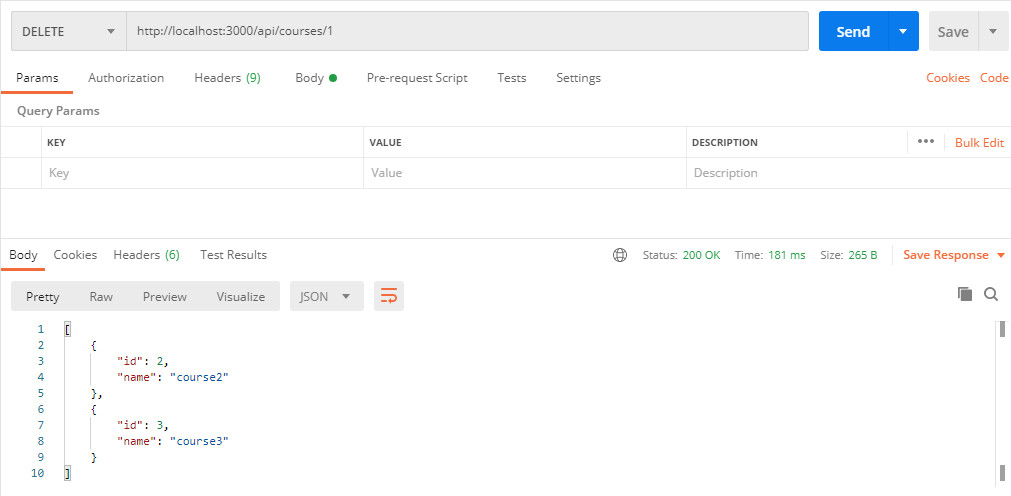 DELETE http://localhost:3000/api/courses/1 Send Save
Params Authorization Headers (9) Body Pre-request Script Tests Settings Cookies Code
Query Params
KEY VALUE DESCRIPTION ••• Bulk Edit
Key Value Description
Body Cookies Headers (6) Test Results Status: 200 OK Time: 181 ms Size: 265 B Save Response
Pretty Raw Preview Visualize JSON
1 [
2 {
3 "id": 2,
4 "name": "course2"
5 },
6 {
7 "id": 3,
8 "name": "course3"
9 }
10 ]